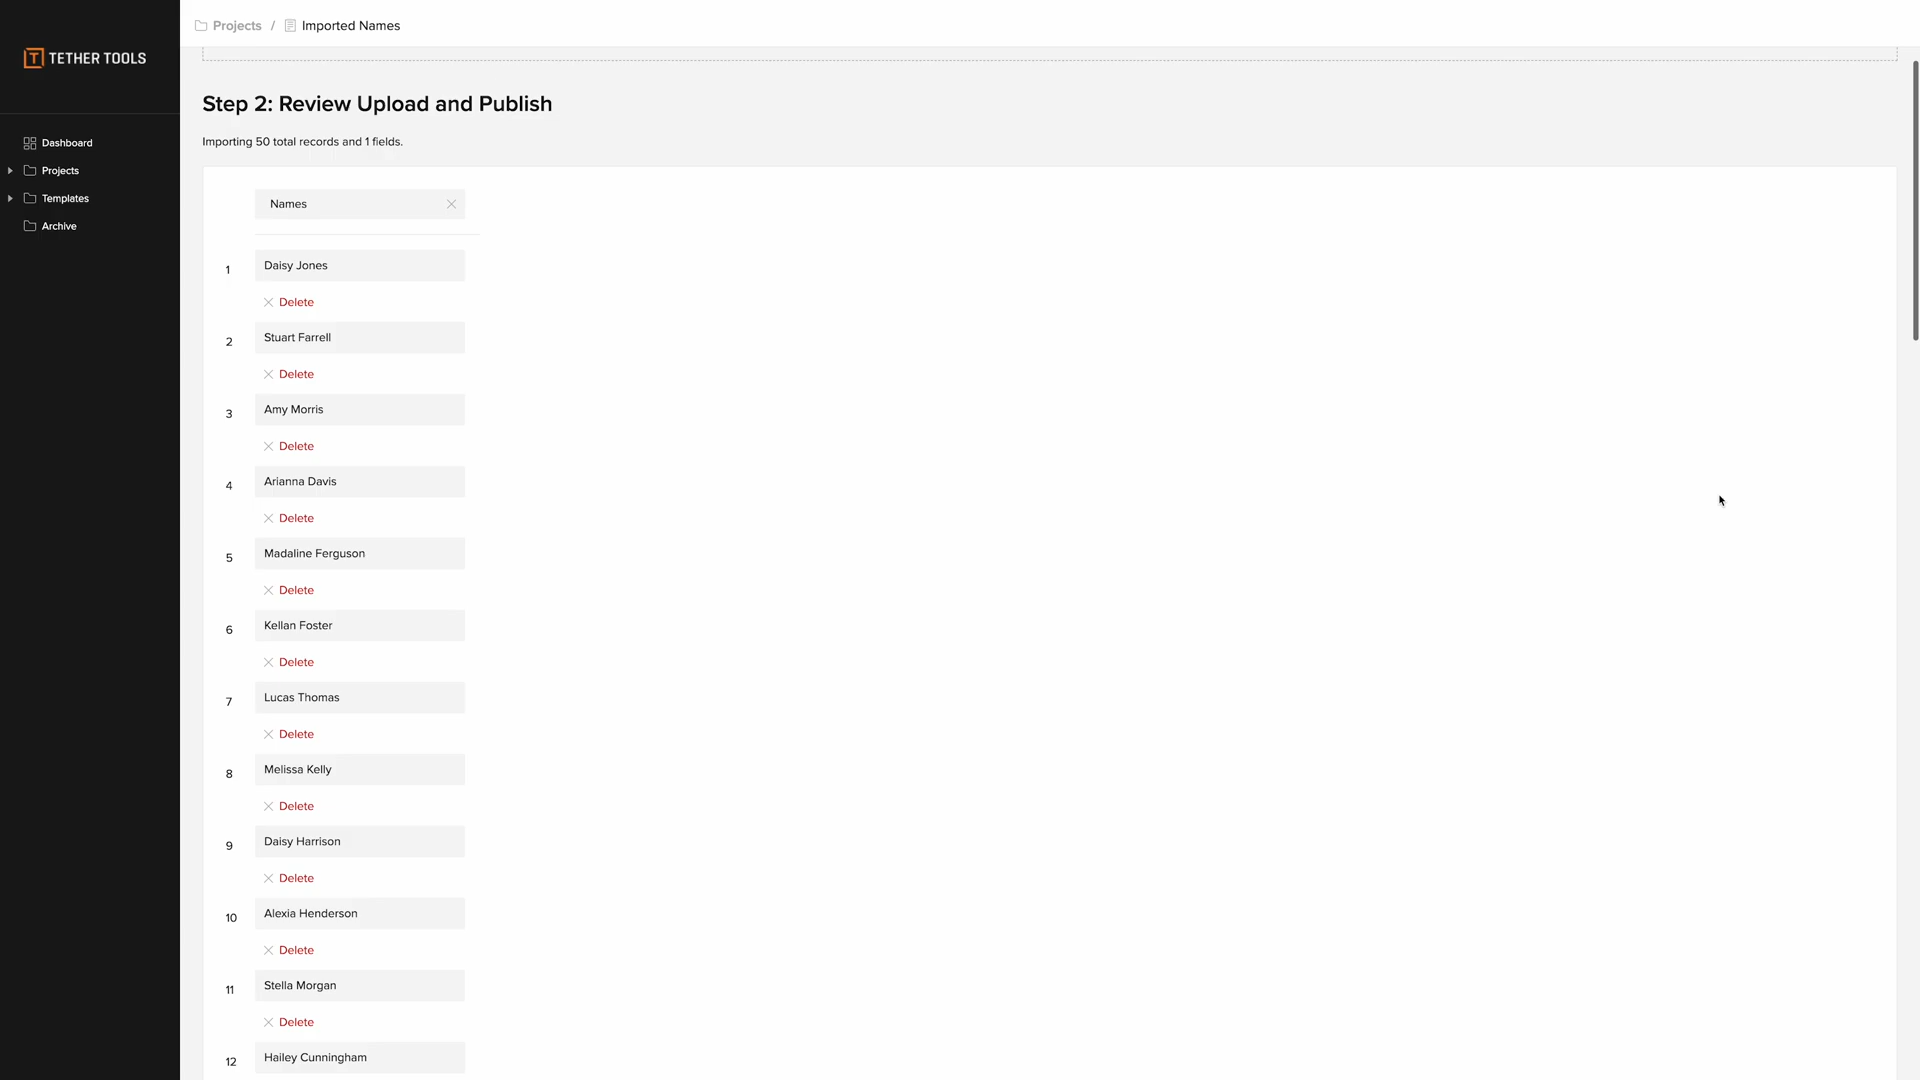 TETHER TOOLS
Dashboard
Projects
Templates
Archive
Projects / Imported Names
Step 2: Review Upload and Publish
Importing 50 total records and 1 fields.
Names
1 Daisy Jones
Delete
2 Stuart Farrell
Delete
3 Amy Morris
Delete
4 Arianna Davis
Delete
5 Madaline Ferguson
Delete
6 Kellan Foster
Delete
7 Lucas Thomas
Delete
8 Melissa Kelly
Delete
9 Daisy Harrison
Delete
10 Alexia Henderson
Delete
11 Stella Morgan
Delete
12 Hailey Cunningham